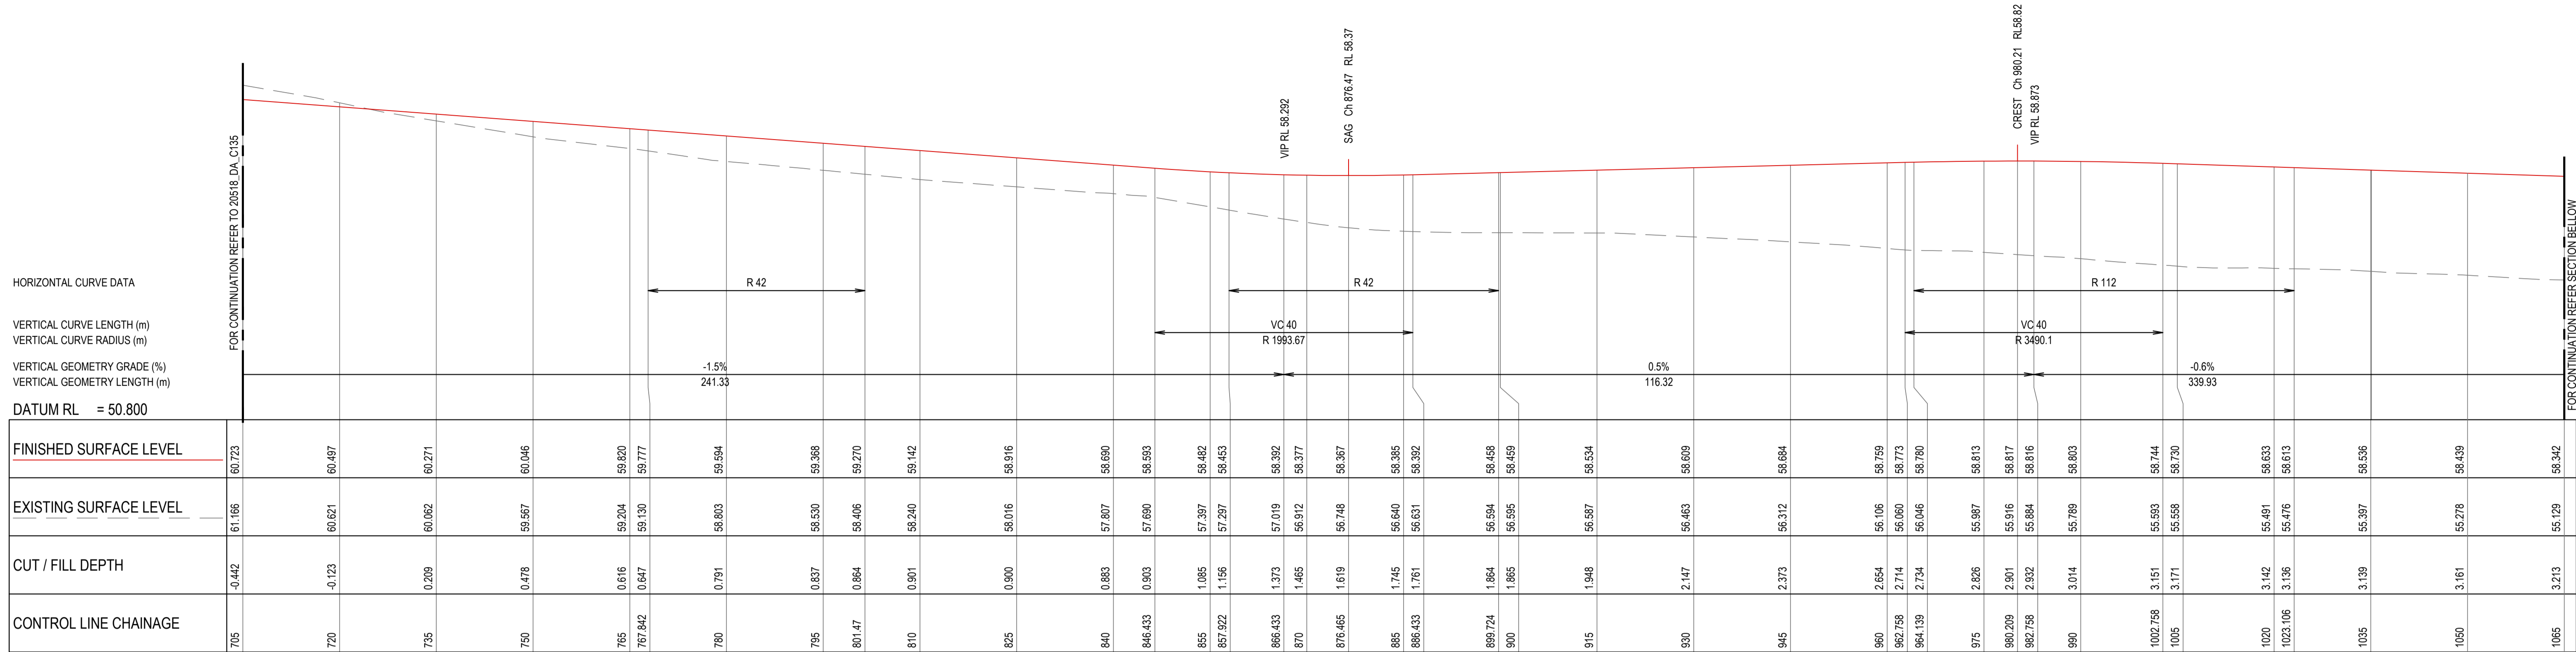 VIP RL 58.292
SAG Ch 876.47 RL 58.37
CREST Ch 980.21 RL58.82
VIP RL 58.873
FOR CONTINUATION REFER TO 20518_DA_C135
FOR CONTINUATION REFER SECTION BELLOW
HORIZONTAL CURVE DATA
R 42
R 42
R 112
VERTICAL CURVE LENGTH (m)
VC 40
VC 40
VERTICAL CURVE RADIUS (m)
R 1993.67
R 3490.1
VERTICAL GEOMETRY GRADE (%)
-1.5%
0.5%
-0.6%
VERTICAL GEOMETRY LENGTH (m)
241.33
116.32
339.93
DATUM RL = 50.800
FINISHED SURFACE LEVEL
60.723 60.497 60.271 60.046 59.820 59.777 59.594 59.368 59.270 59.142 58.916 58.690 58.593 58.482 58.453 58.392 58.377 58.367 58.385 58.392 58.458 58.459 58.534 58.609 58.684 58.759 58.773 58.780 58.813 58.817 58.816 58.803 58.744 58.730 58.633 58.613 58.536 58.439 58.342
EXISTING SURFACE LEVEL
61.166 60.621 60.062 59.567 59.204 59.130 58.803 58.530 58.406 58.240 58.016 57.807 57.690 57.397 57.297 57.019 56.912 56.748 56.640 56.631 56.594 56.595 56.587 56.463 56.312 56.106 56.060 56.046 55.987 55.916 55.884 55.789 55.593 55.558 55.491 55.476 55.397 55.278 55.129
CUT / FILL DEPTH
-0.442 -0.123 0.209 0.478 0.616 0.647 0.791 0.837 0.864 0.901 0.900 0.883 0.903 1.085 1.156 1.373 1.465 1.619 1.745 1.761 1.864 1.865 1.948 2.147 2.373 2.654 2.714 2.734 2.826 2.901 2.932 3.014 3.151 3.171 3.142 3.136 3.139 3.161 3.213
CONTROL LINE CHAINAGE
705 720 735 750 765 767.842 780 795 801.47 810 825 840 846.433 855 857.922 866.433 870 876.465 885 886.433 899.724 900 915 930 945 960 962.758 964.139 975 980.209 982.758 990 1002.758 1005 1020 1023.106 1035 1050 1065